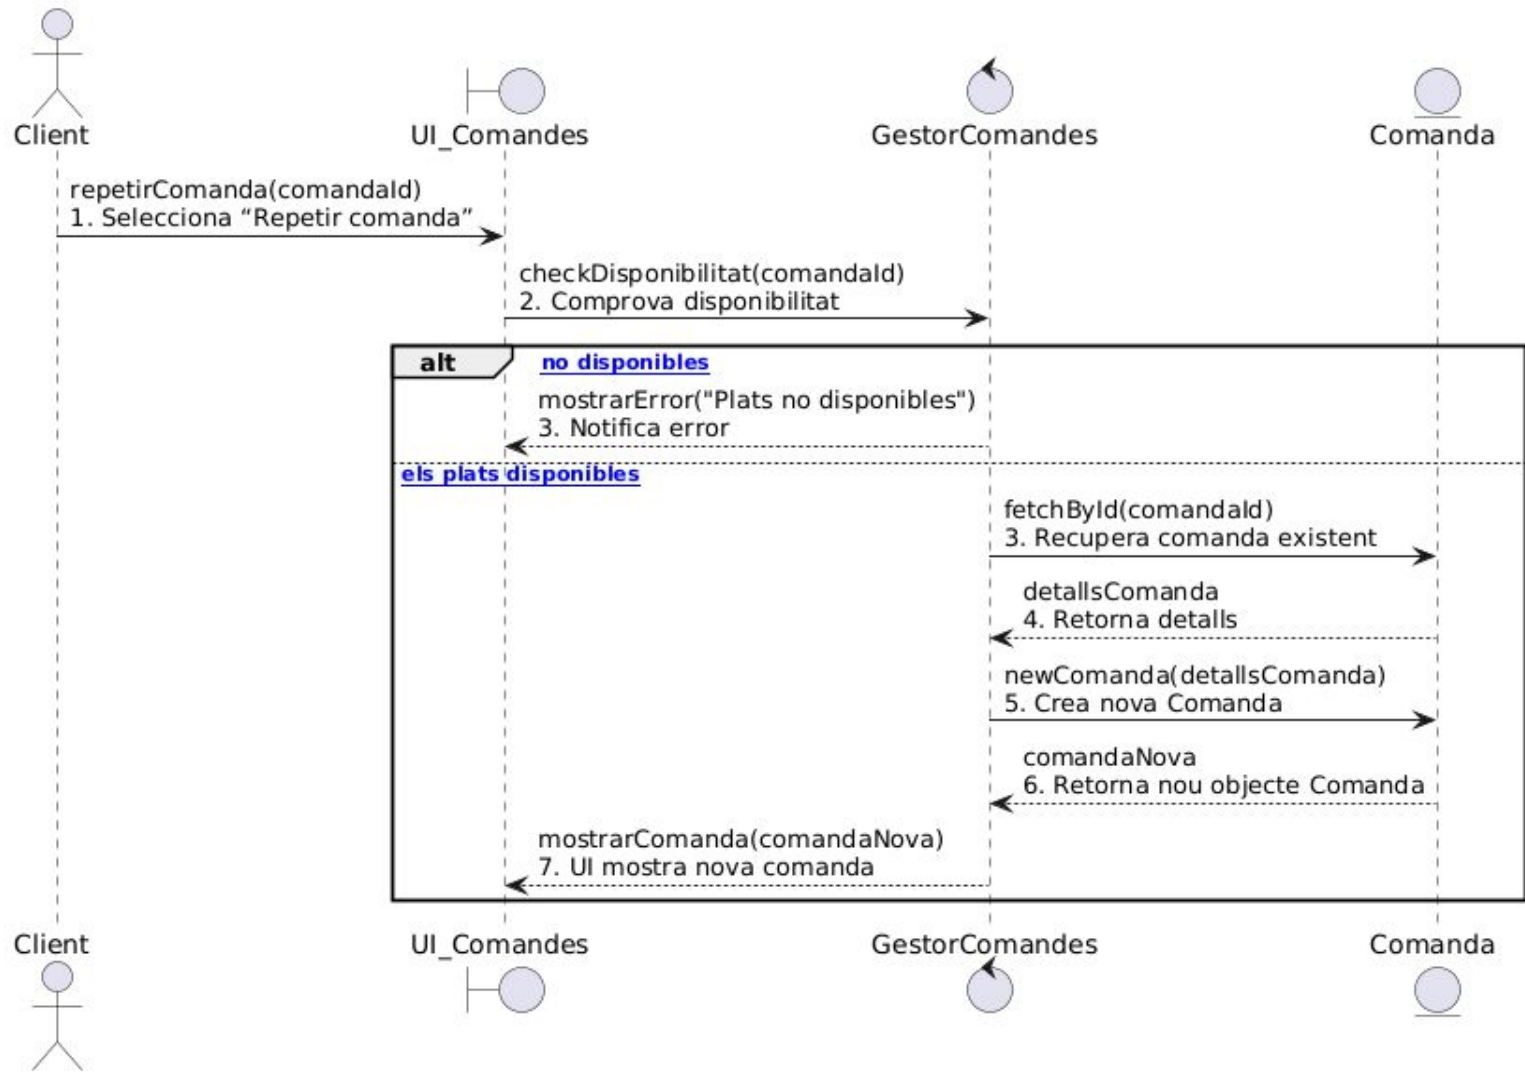 Client
UI_Comandes
GestorComandes
Comanda
repetirComanda(comandaId)
1. Selecciona “Repetir comanda”
checkDisponibilitat(comandaId)
2. Comprova disponibilitat
alt
no disponibles
mostrarError("Plats no disponibles")
3. Notifica error
els plats disponibles
fetchById(comandaId)
3. Recupera comanda existent
detallsComanda
4. Retorna detalls
newComanda(detallsComanda)
5. Crea nova Comanda
comandaNova
6. Retorna nou objecte Comanda
mostrarComanda(comandaNova)
7. UI mostra nova comanda
Client
UI_Comandes
GestorComandes
Comanda